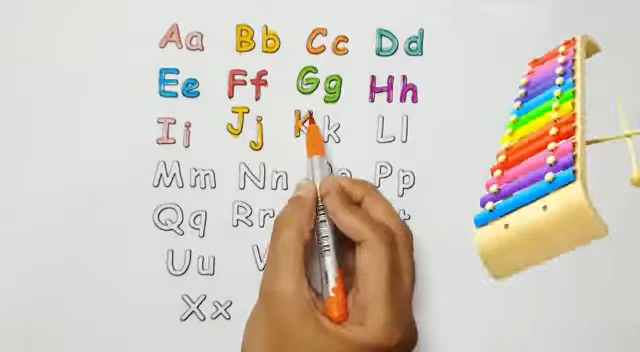 Aa Bb Cc Dd
Ee Ff Gg Hh
Ii Jj Kk Ll
Mm Nn Pp
Qq Rr
Uu
Xx